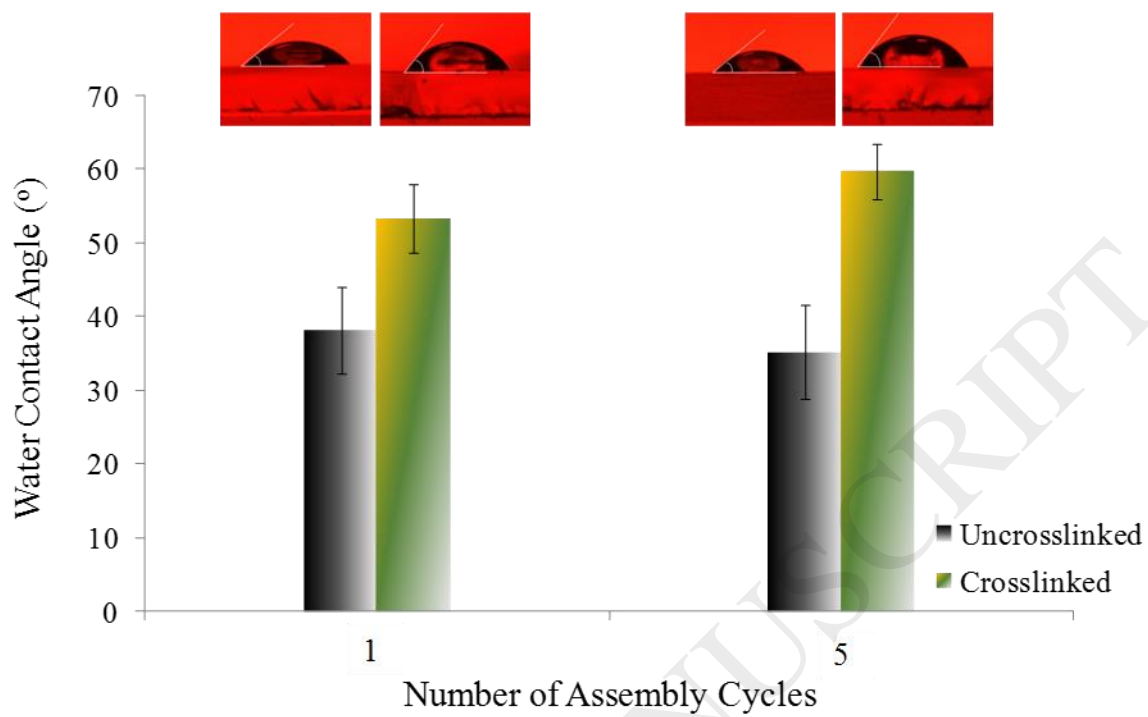 70
60
50
40
30
20
10
0
Water Contact Angle (º)
1
5
Number of Assembly Cycles
Uncrosslinked
Crosslinked
NUSCRIPT